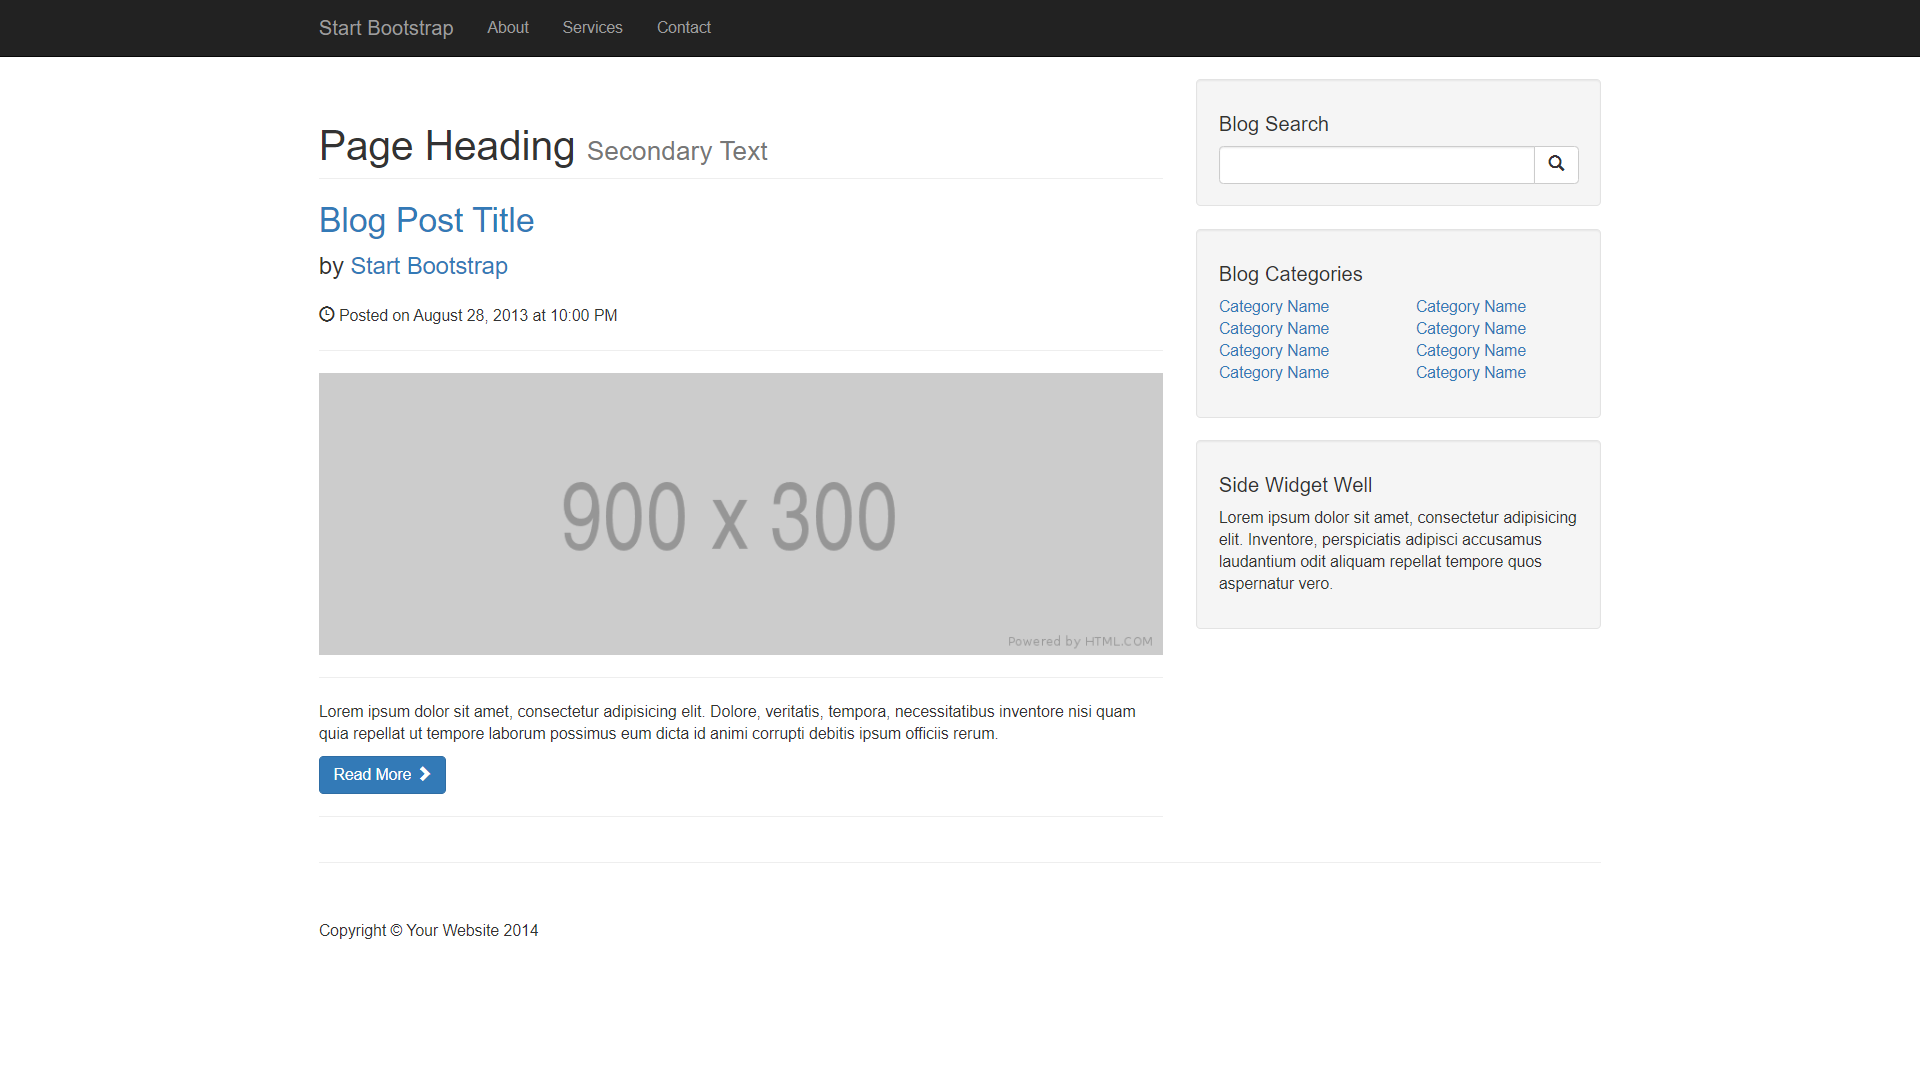 Start Bootstrap About Services Contact
Page Heading Secondary Text
Blog Post Title
by Start Bootstrap
Posted on August 28, 2013 at 10:00 PM
900 x 300
Powered by HTML.COM
Lorem ipsum dolor sit amet, consectetur adipisicing elit. Dolore, veritatis, tempora, necessitatibus inventore nisi quam
quia repellat ut tempore laborum possimus eum dicta id animi corrupti debitis ipsum officiis rerum.
Read More
Blog Search
Blog Categories
Category Name Category Name
Category Name Category Name
Category Name Category Name
Category Name Category Name
Side Widget Well
Lorem ipsum dolor sit amet, consectetur adipisicing
elit. Inventore, perspiciatis adipisci accusamus
laudantium odit aliquam repellat tempore quos
aspernatur vero.
Copyright © Your Website 2014